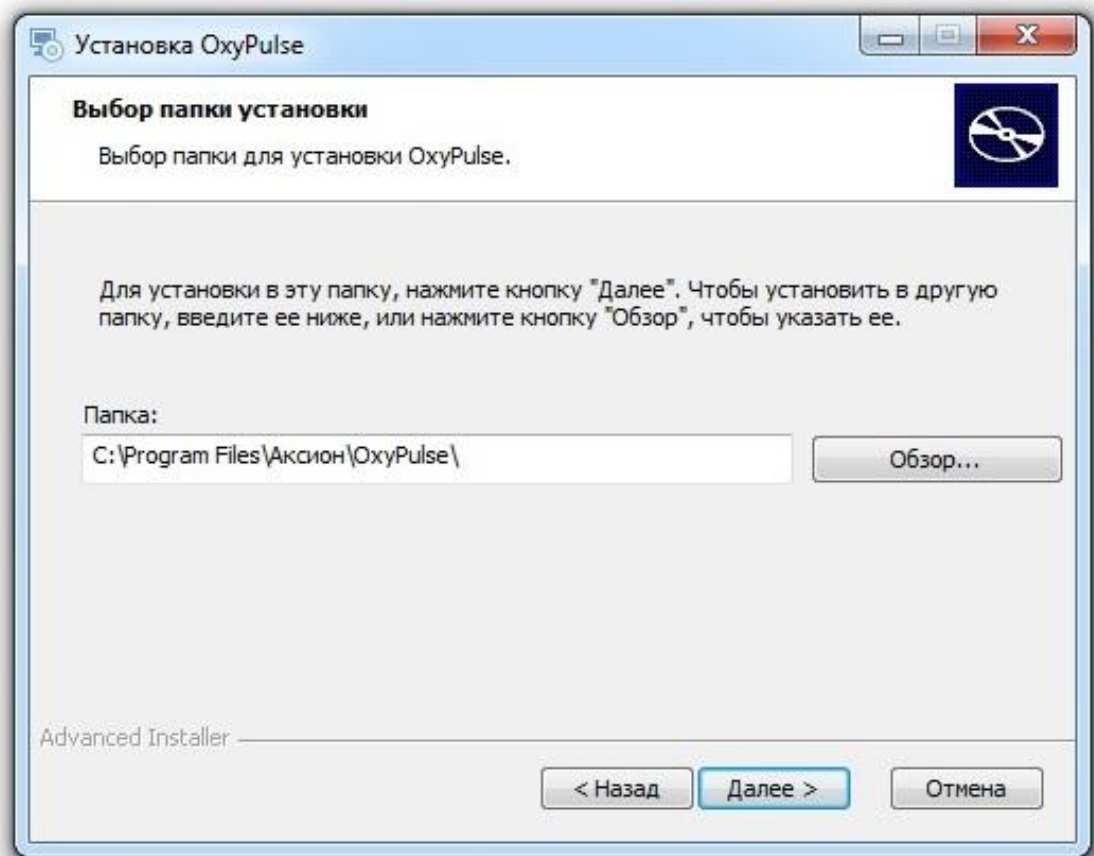 Установка OxyPulse
Выбор папки установки
Выбор папки для установки OxyPulse.
Для установки в эту папку, нажмите кнопку "Далее". Чтобы установить в другую
папку, введите ее ниже, или нажмите кнопку "Обзор", чтобы указать ее.
Папка:
C:\Program Files\Аксион\OxyPulse\
Обзор...
Advanced Installer
< Назад
Далее >
Отмена